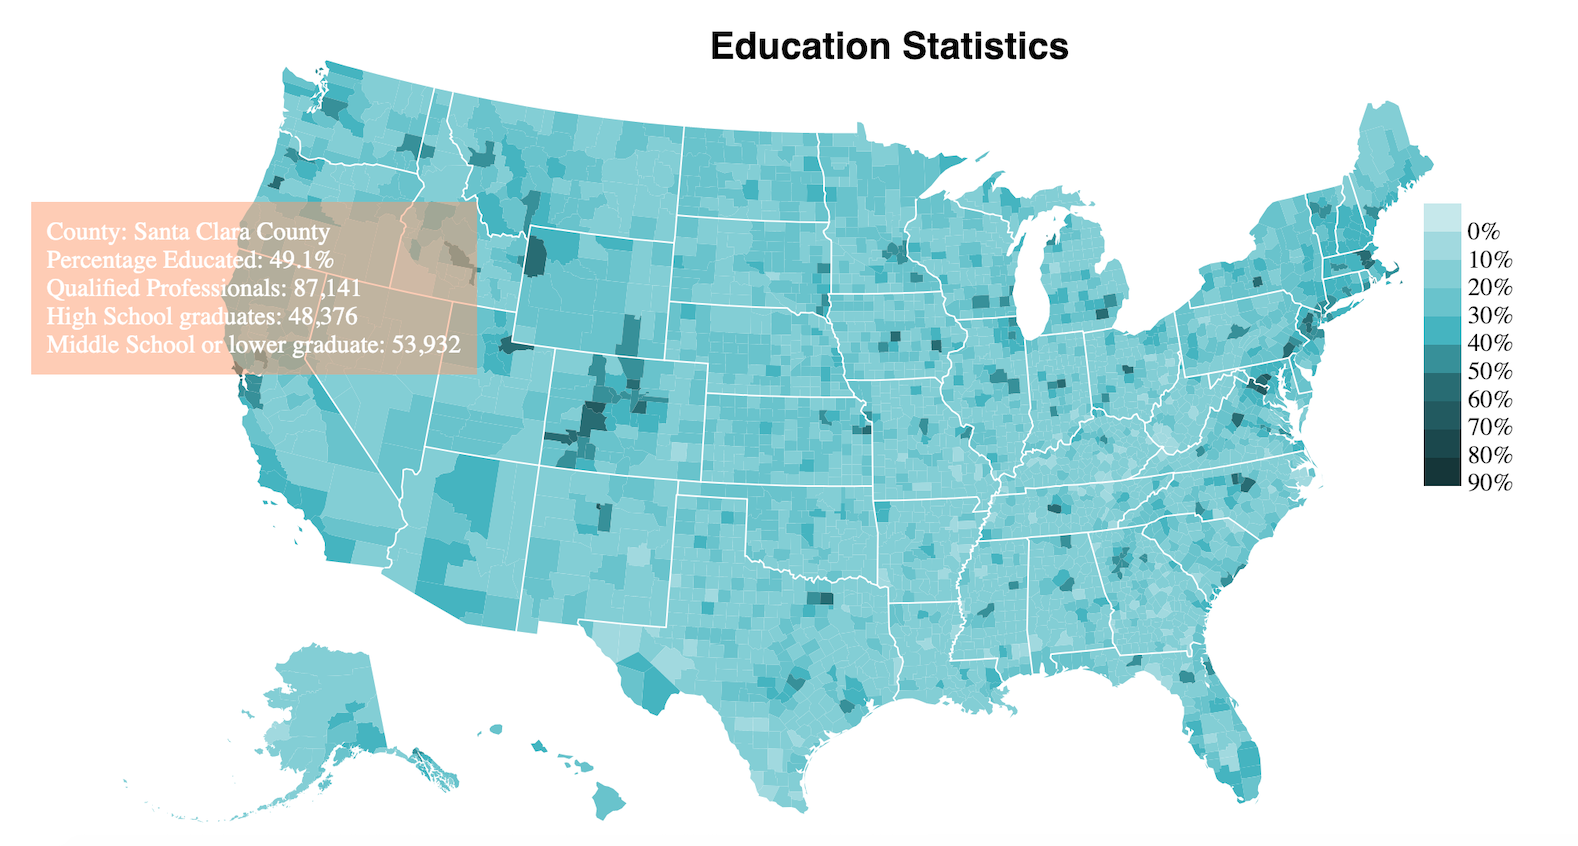 Education Statistics
County: Santa Clara County
Percentage Educated: 49.1%
Qualified Professionals: 87,141
High School graduates: 48,376
Middle School or lower graduate: 53,932
0%
10%
20%
30%
40%
50%
60%
70%
80%
90%